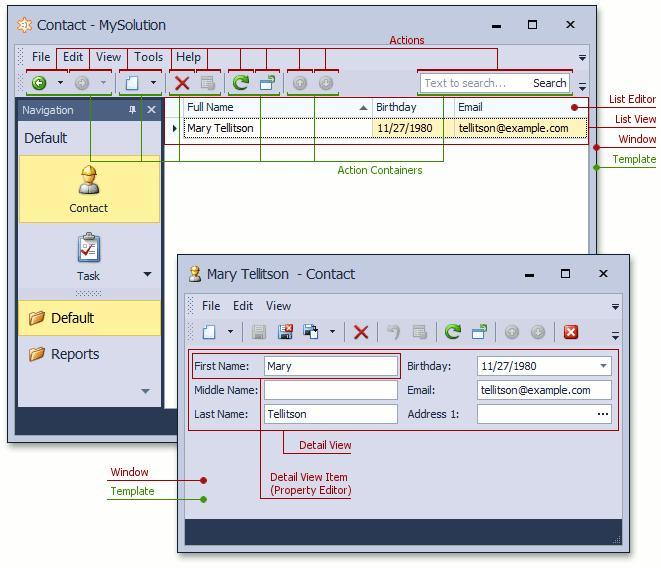 Contact - MySolution
Actions
File Edit View Tools Help
Text to search... Search
Navigation
Full Name Birthday Email
List Editor
Mary Tellitson 11/27/1980 tellitson@example.com
List View
Default
Window
Template
Action Containers
Contact
Task
Default
Reports
Mary Tellitson - Contact
File Edit View
First Name: Mary Birthday: 11/27/1980
Middle Name: Email: tellitson@example.com
Last Name: Tellitson Address 1:
Detail View
Window
Template
Detail View Item
(Property Editor)